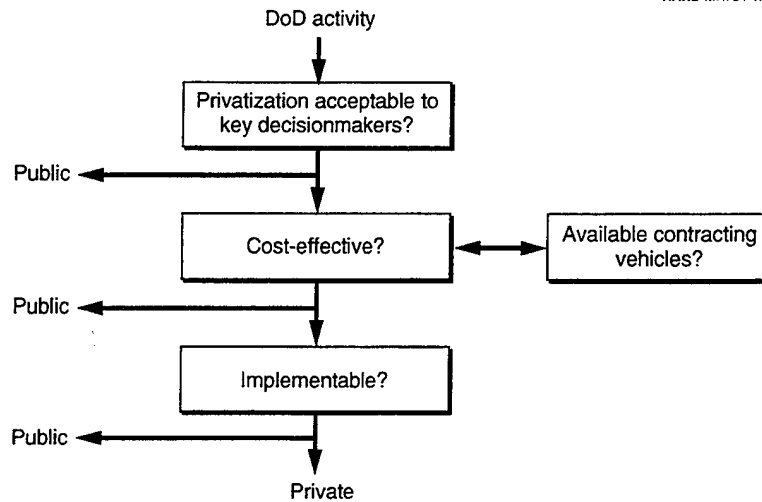 DoD activity
Privatization acceptable to
key decisionmakers?
Public
Cost-effective?
Available contracting
vehicles?
Public
Implementable?
Public
Private